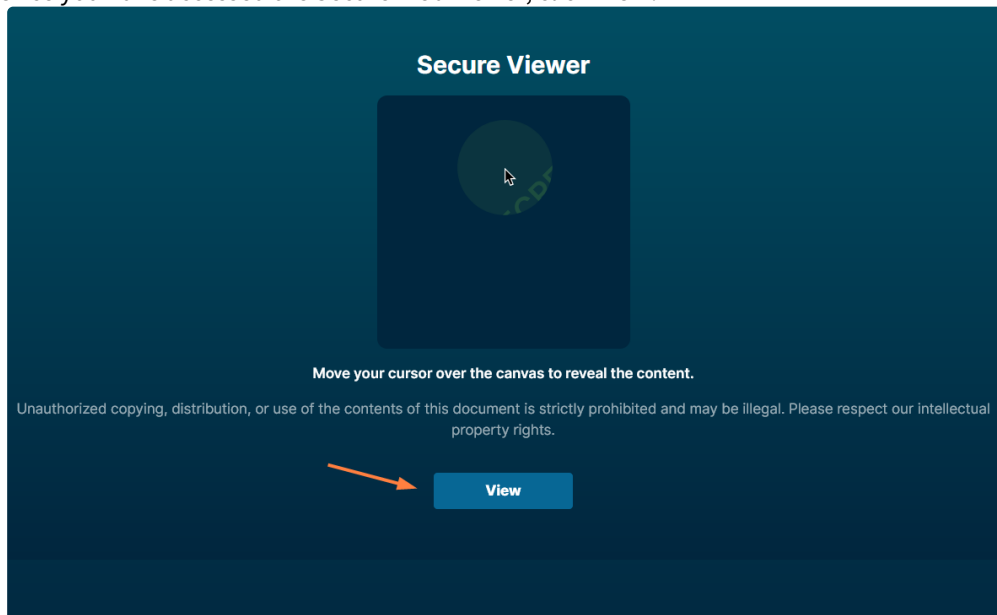 Secure Viewer
Move your cursor over the canvas to reveal the content.
Unauthorized copying, distribution, or use of the contents of this document is strictly prohibited and may be illegal. Please respect our intellectual
property rights.
View